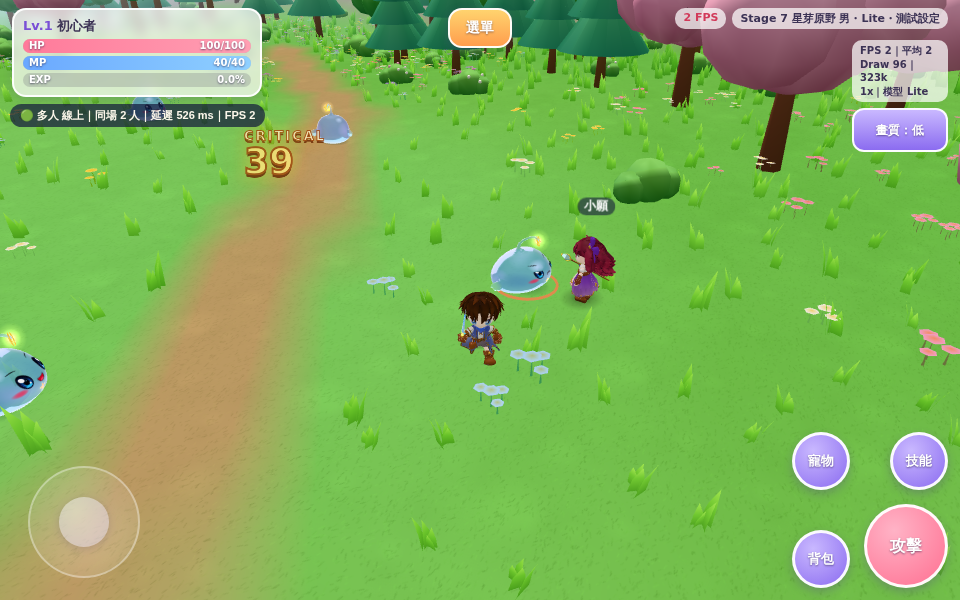 Lv.1 初心者
HP 100/100
MP 40/40
EXP 0.0%
多人 線上｜同場 2 人｜延遲 526 ms｜FPS 2
選單
2 FPS
Stage 7 星芽原野 男・Lite・測試設定
FPS 2｜平均 2
Draw 96｜
323k
1x｜模型 Lite
畫質：低
CRITICAL
39
小願
寵物
技能
攻擊
背包